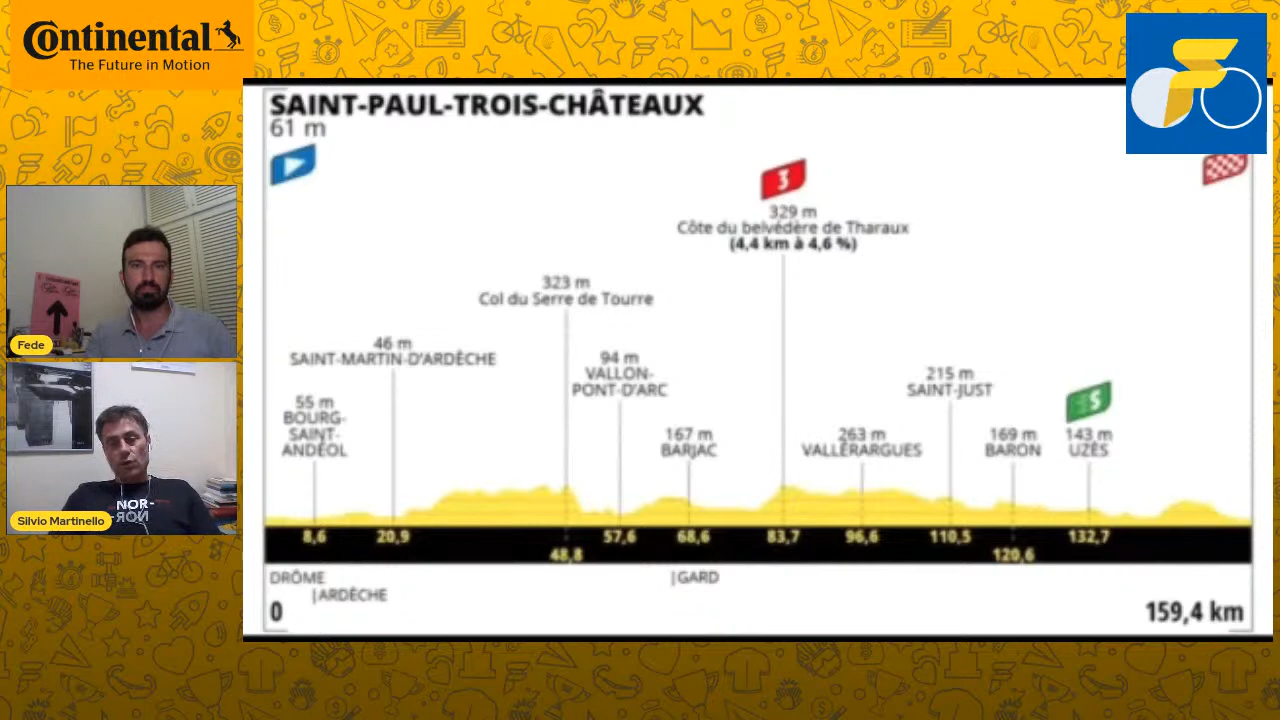 Continental
The Future in Motion
SAINT-PAUL-TROIS-CHÂTEAUX
61 m
3
329 m
Côte du belvédère de Tharaux
(4,4 km à 4,6 %)
323 m
Col du Serre de Tourre
46 m
SAINT-MARTIN-D'ARDÈCHE
94 m
VALLON-
PONT-D'ARC
215 m
SAINT-JUST
S
55 m
BOURG-
SAINT-
ANDÉOL
167 m
BARJAC
263 m
VALLÉRARGUES
169 m
BARON
143 m
UZÈS
8,6
20,9
48,8
57,6
68,6
83,7
96,6
110,5
120,6
132,7
DRÔME
|ARDÈCHE
|GARD
0
159,4 km
Fede
NOR-
Silvio Martinello